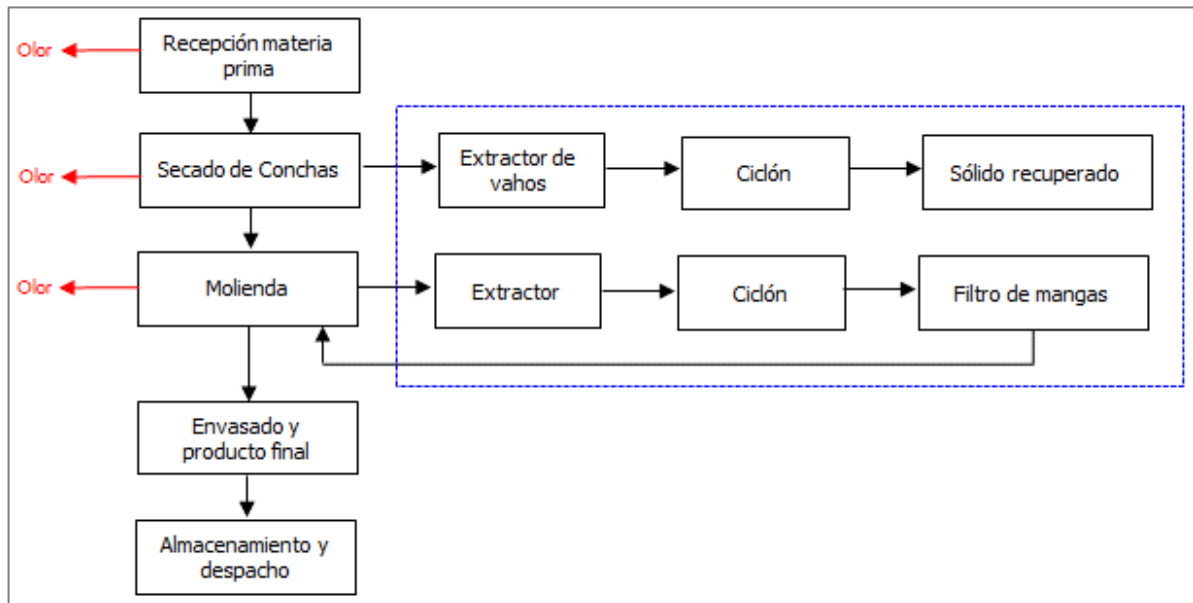 Olor
Recepción materia
prima
Olor
Secado de Conchas
Extractor de
vahos
Ciclón
Sólido recuperado
Olor
Molienda
Extractor
Ciclón
Filtro de mangas
Envasado y
producto final
Almacenamiento y
despacho